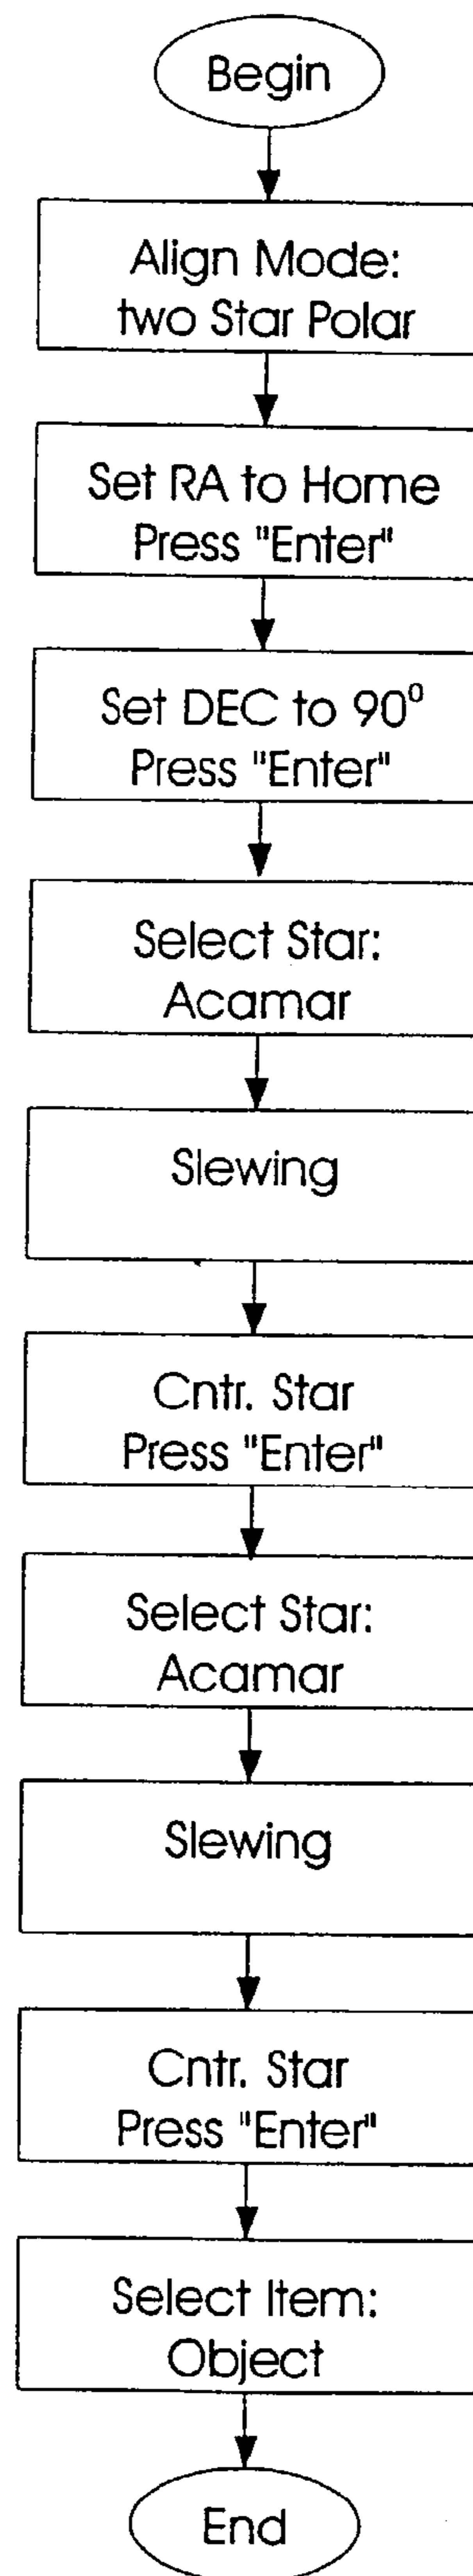 Begin
Align Mode:
two Star Polar
Set RA to Home
Press "Enter"
Set DEC to 90°
Press "Enter"
Select Star:
Acamar
Slewing
Cntr. Star
Press "Enter"
Select Star:
Acamar
Slewing
Cntr. Star
Press "Enter"
Select Item:
Object
End